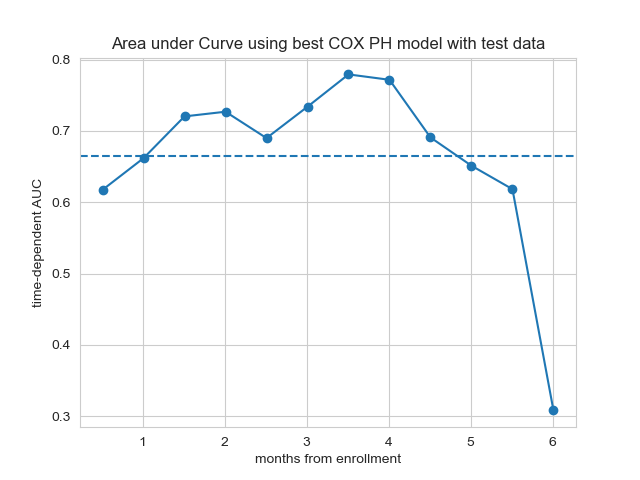 Area under Curve using best COX PH model with test data
time-dependent AUC
0.8
0.7
0.6
0.5
0.4
0.3
1 2 3 4 5 6
months from enrollment